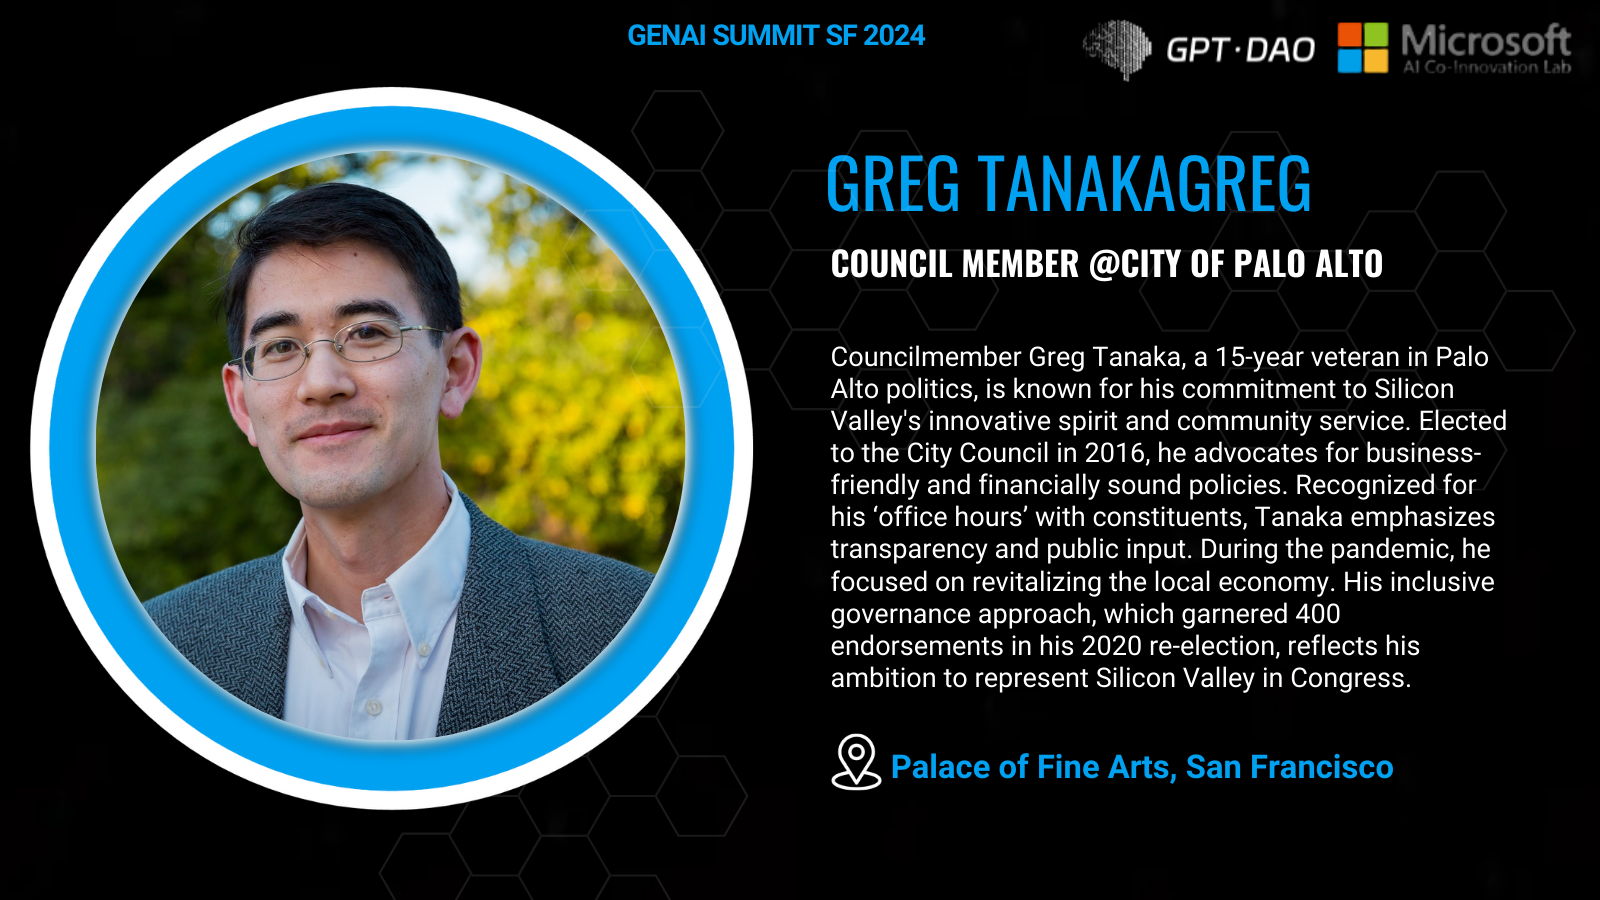 GENAI SUMMIT SF 2024
GPT·DAO
Microsoft
AI Co-Innovation Lab
GREG TANAKAGREG
COUNCIL MEMBER @CITY OF PALO ALTO
Councilmember Greg Tanaka, a 15-year veteran in Palo
Alto politics, is known for his commitment to Silicon
Valley's innovative spirit and community service. Elected
to the City Council in 2016, he advocates for business-
friendly and financially sound policies. Recognized for
his ‘office hours’ with constituents, Tanaka emphasizes
transparency and public input. During the pandemic, he
focused on revitalizing the local economy. His inclusive
governance approach, which garnered 400
endorsements in his 2020 re-election, reflects his
ambition to represent Silicon Valley in Congress.
Palace of Fine Arts, San Francisco